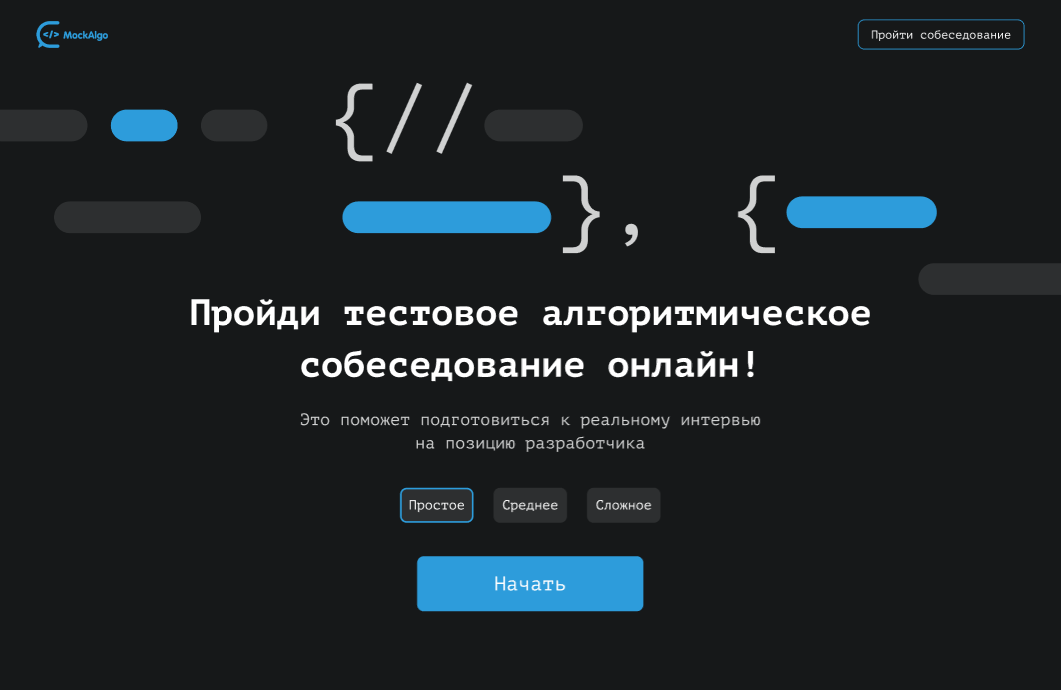 MockAlgo
Пройти собеседование
{//
}, {
Пройди тестовое алгоритмическое
собеседование онлайн!
Это поможет подготовиться к реальному интервью
на позицию разработчика
Простое Среднее Сложное
Начать